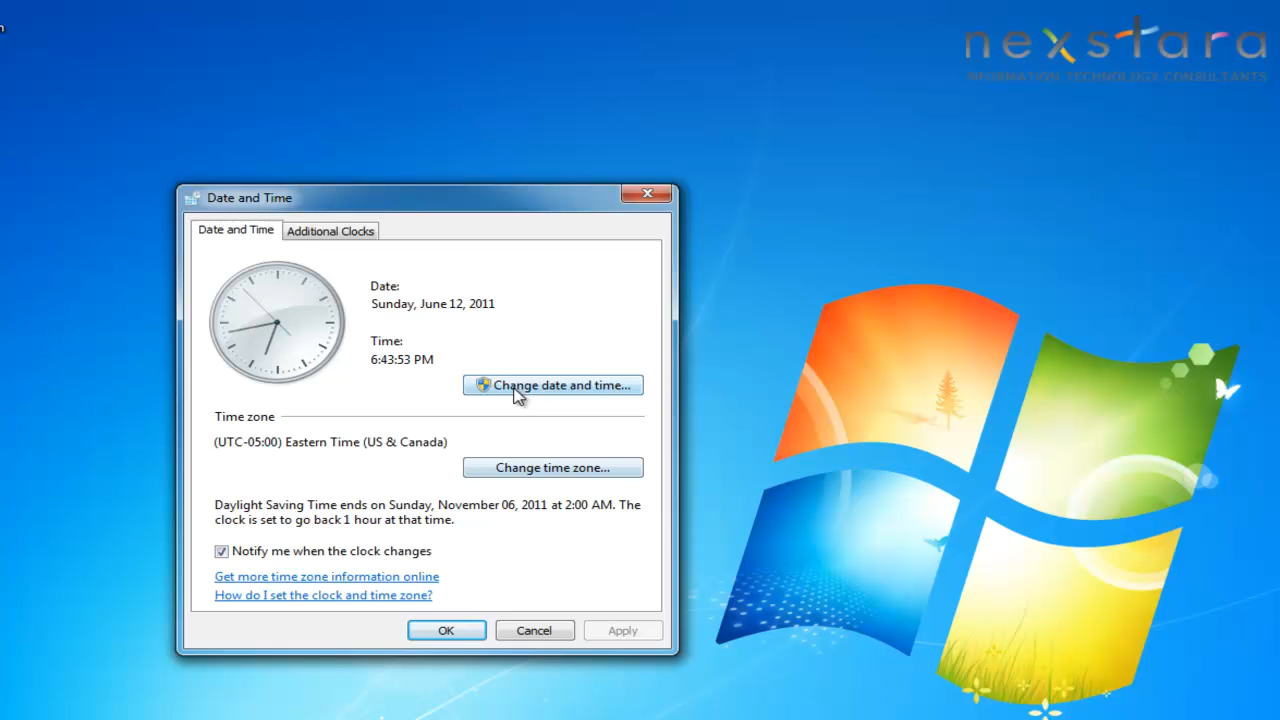 n
nexstara
INFORMATION TECHNOLOGY CONSULTANTS
Date and Time
Date and Time
Additional Clocks
Date:
Sunday, June 12, 2011
Time:
6:43:53 PM
Change date and time...
Time zone
(UTC-05:00) Eastern Time (US & Canada)
Change time zone...
Daylight Saving Time ends on Sunday, November 06, 2011 at 2:00 AM. The
clock is set to go back 1 hour at that time.
Notify me when the clock changes
Get more time zone information online
How do I set the clock and time zone?
OK
Cancel
Apply